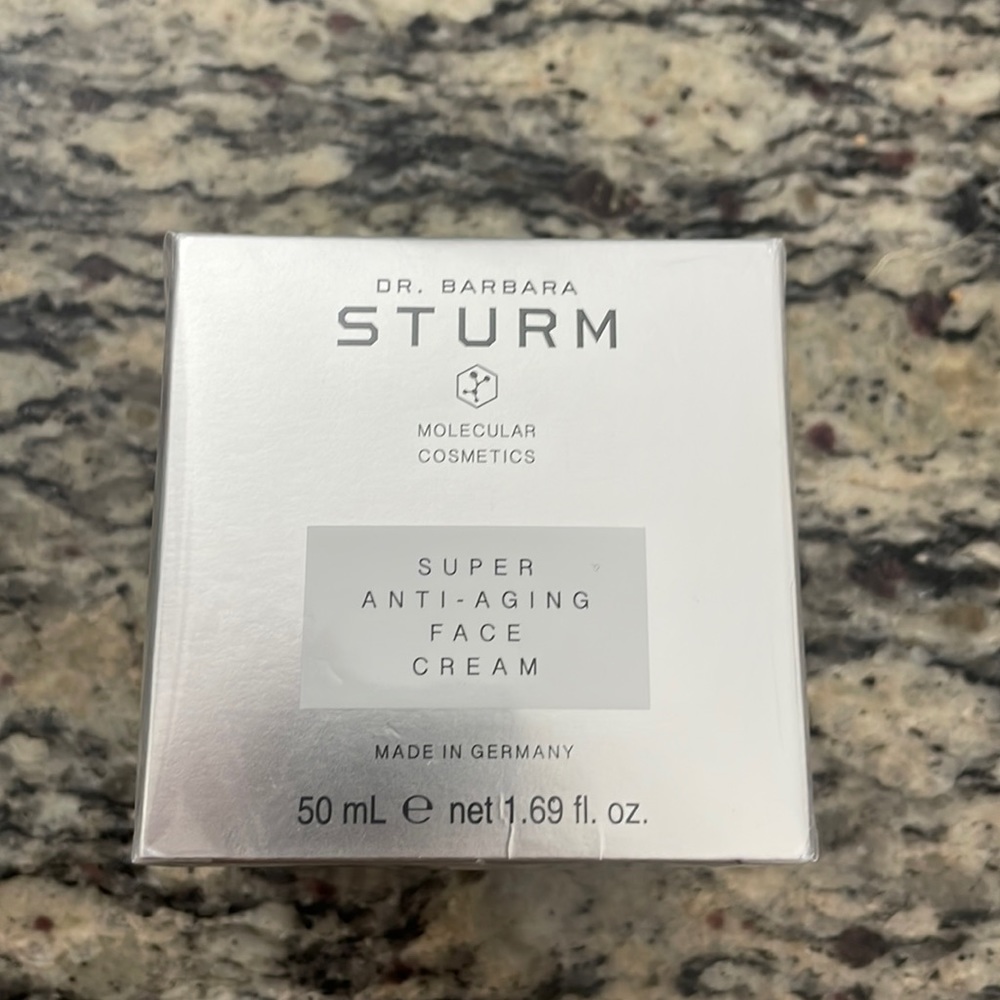 DR. BARBARA
STURM
MOLECULAR
COSMETICS
SUPER
ANTI-AGING
FACE
CREAM
MADE IN GERMANY
50 mL ℮ net 1.69 fl. oz.